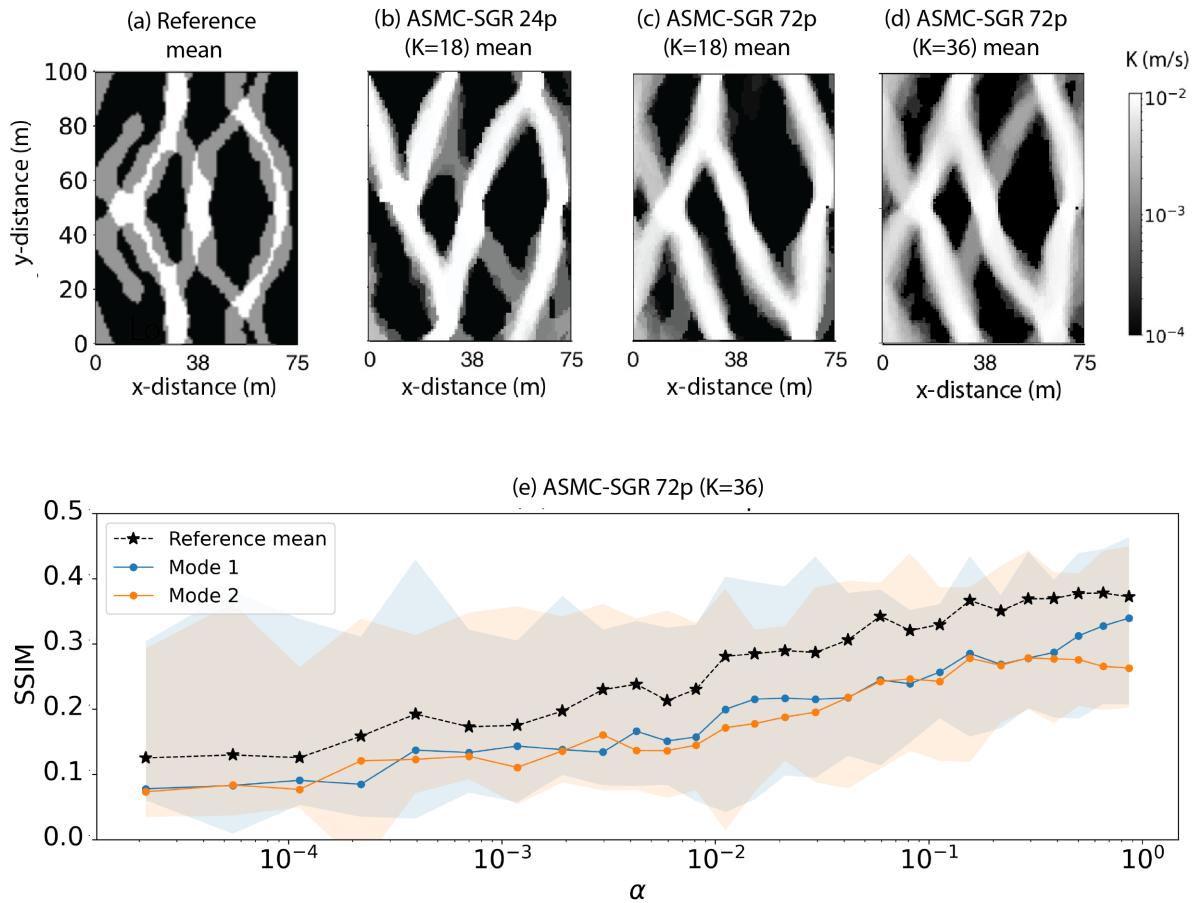 (a) Reference
mean
(b) ASMC-SGR 24p
(K=18) mean
(c) ASMC-SGR 72p
(K=18) mean
(d) ASMC-SGR 72p
(K=36) mean
K (m/s)
10⁻²
10⁻³
10⁻⁴
y-distance (m)
100
80
60
40
20
0
0 38 75
x-distance (m)
0 38 75
x-distance (m)
0 38 75
x-distance (m)
0 38 75
x-distance (m)
(e) ASMC-SGR 72p (K=36)
SSIM
0.5
0.4
0.3
0.2
0.1
0.0
Reference mean
Mode 1
Mode 2
10⁻⁴ 10⁻³ 10⁻² 10⁻¹ 10⁰
α